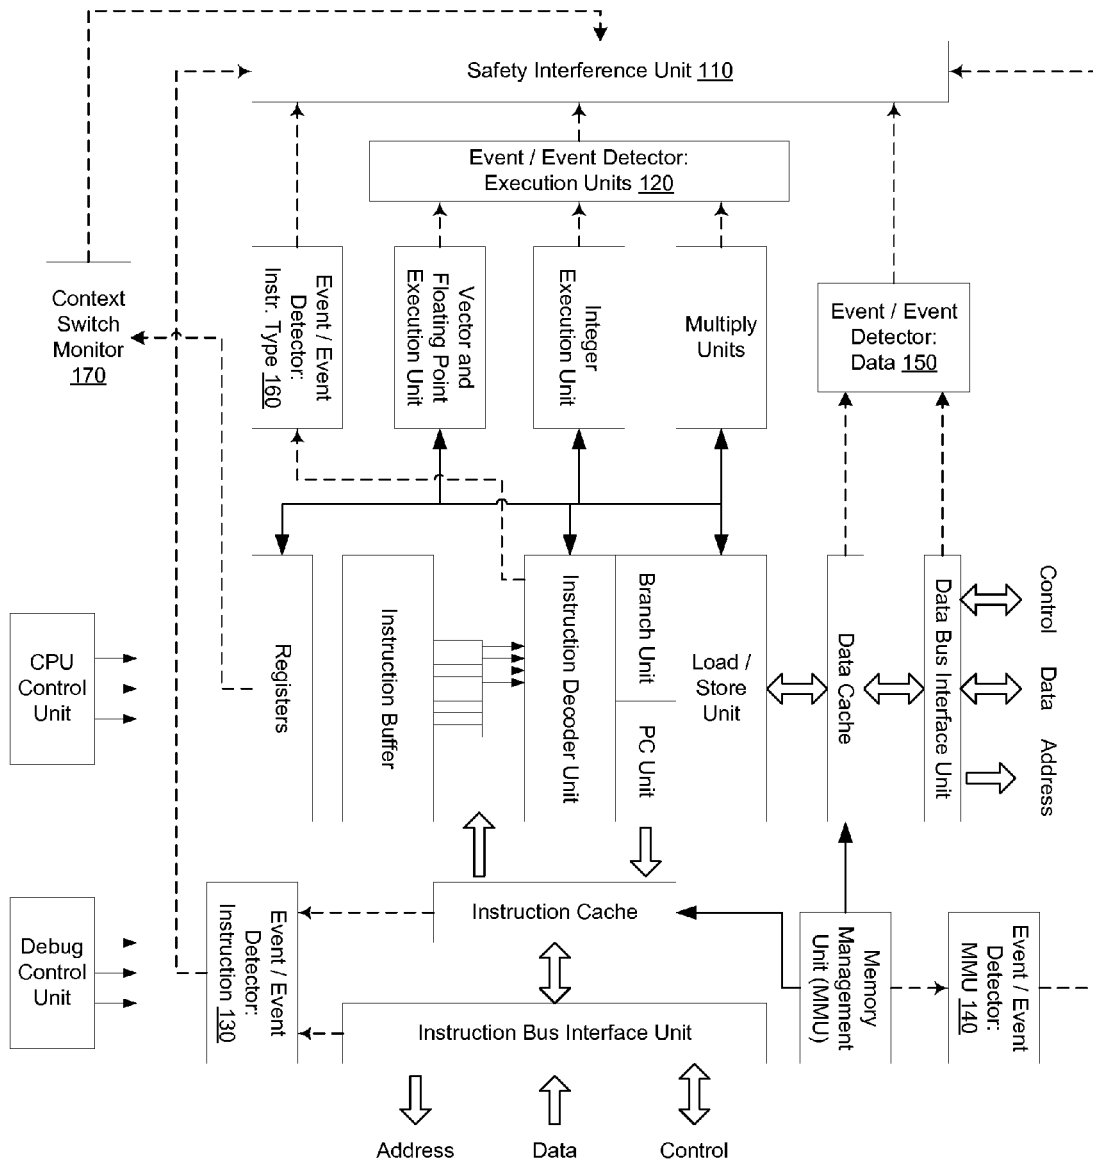 Safety Interference Unit 110
Event / Event Detector:
Execution Units 120
Context
Switch
Monitor
170
Event / Event
Detector:
Instr. Type 160
Vector and
Floating Point
Execution Unit
Integer
Execution Unit
Multiply
Units
Event / Event
Detector:
Data 150
CPU
Control
Unit
Registers
Instruction Buffer
Instruction Decoder Unit
Branch Unit
PC Unit
Load /
Store
Unit
Data Cache
Data Bus Interface Unit
Control
Data
Address
Debug
Control
Unit
Event / Event
Detector:
Instruction 130
Instruction Cache
Instruction Bus Interface Unit
Memory
Management
Unit (MMU)
Event / Event
Detector:
MMU 140
Address
Data
Control